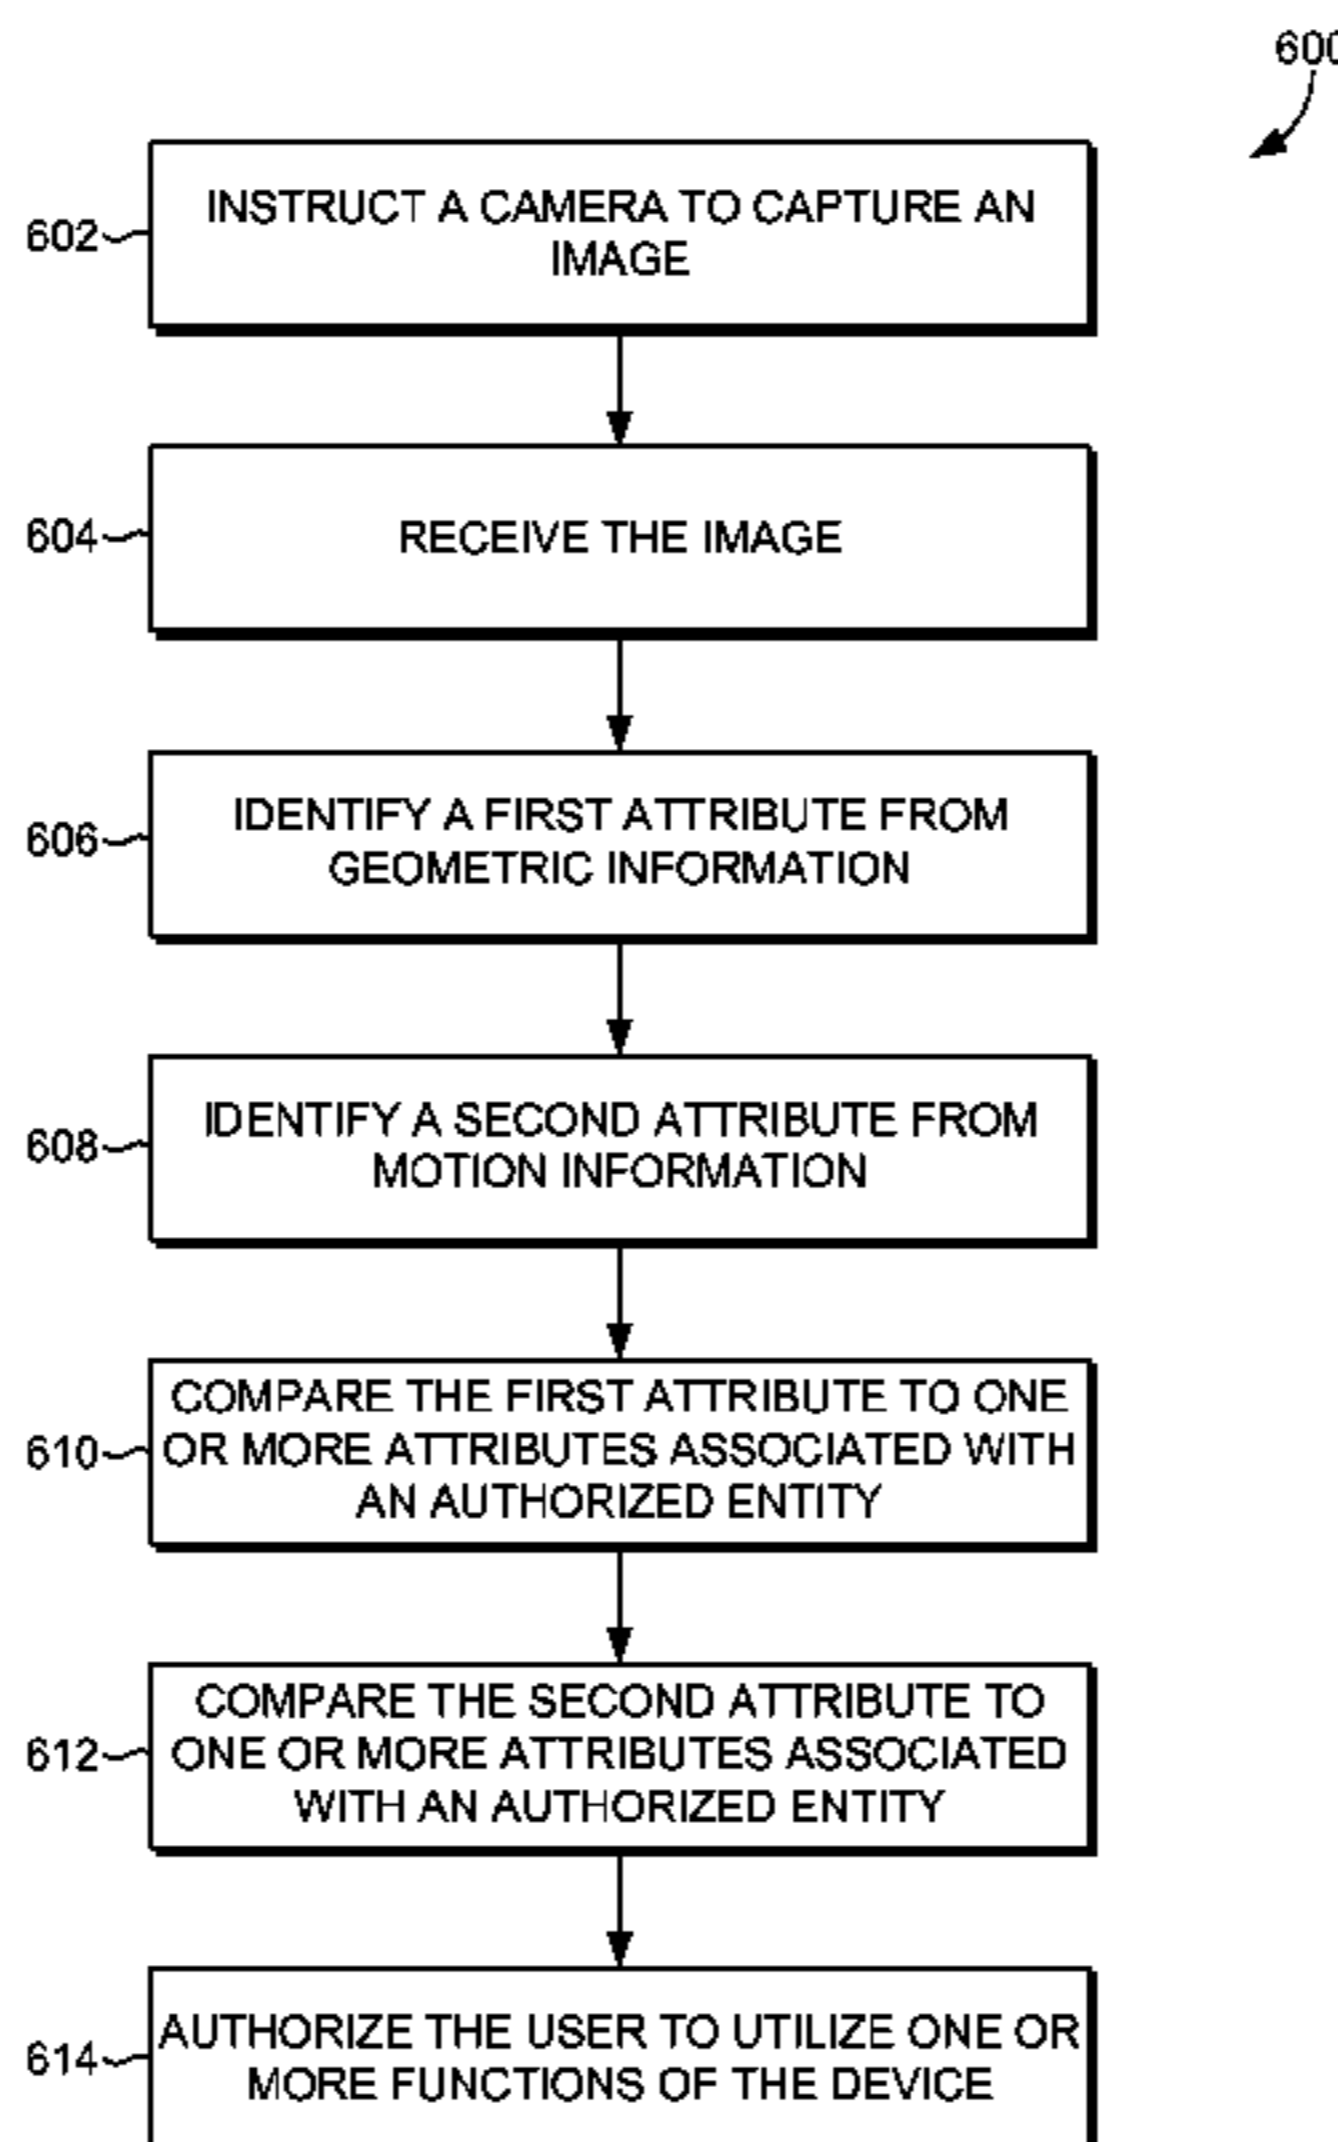 600
602
INSTRUCT A CAMERA TO CAPTURE AN
IMAGE
604
RECEIVE THE IMAGE
606
IDENTIFY A FIRST ATTRIBUTE FROM
GEOMETRIC INFORMATION
608
IDENTIFY A SECOND ATTRIBUTE FROM
MOTION INFORMATION
610
COMPARE THE FIRST ATTRIBUTE TO ONE
OR MORE ATTRIBUTES ASSOCIATED WITH
AN AUTHORIZED ENTITY
612
COMPARE THE SECOND ATTRIBUTE TO
ONE OR MORE ATTRIBUTES ASSOCIATED
WITH AN AUTHORIZED ENTITY
614
AUTHORIZE THE USER TO UTILIZE ONE OR
MORE FUNCTIONS OF THE DEVICE